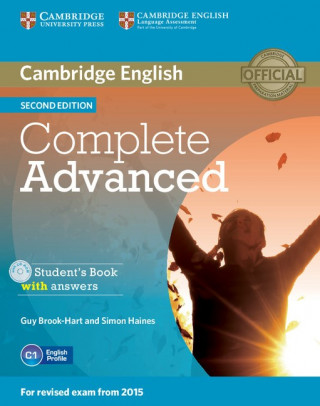 CAMBRIDGE
UNIVERSITY PRESS
CAMBRIDGE ENGLISH
Language Assessment
Part of the University of Cambridge
Cambridge English
OFFICIAL
SECOND EDITION
Complete
Advanced
Student's Book
with answers
Guy Brook-Hart and Simon Haines
C1
English
Profile
For revised exam from 2015